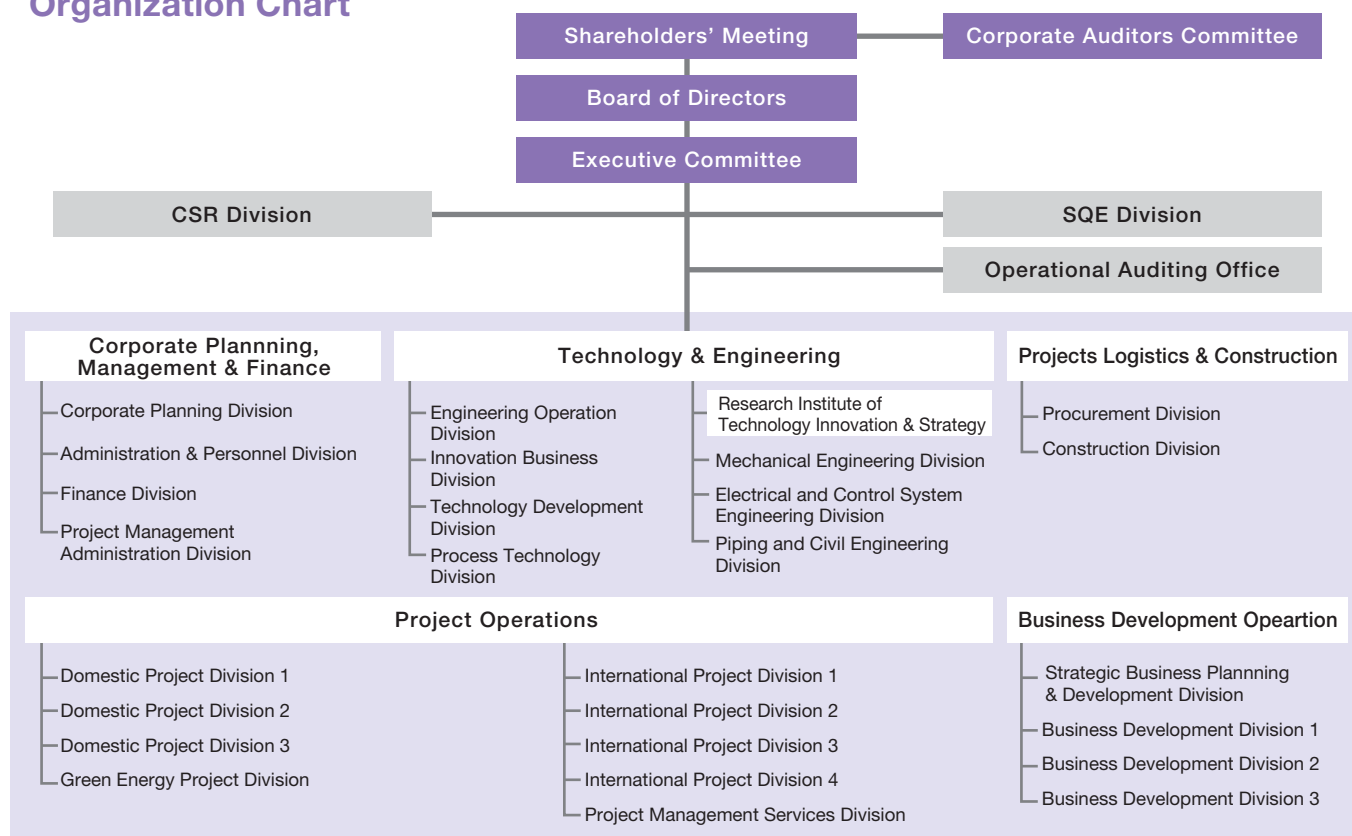 Organization Chart
Shareholders' Meeting
Corporate Auditors Committee
Board of Directors
Executive Committee
CSR Division
SQE Division
Operational Auditing Office
Corporate Plannning,
Management & Finance
Corporate Planning Division
Administration & Personnel Division
Finance Division
Project Management
Administration Division
Technology & Engineering
Engineering Operation
Division
Innovation Business
Division
Technology Development
Division
Process Technology
Division
Research Institute of
Technology Innovation & Strategy
Mechanical Engineering Division
Electrical and Control System
Engineering Division
Piping and Civil Engineering
Division
Projects Logistics & Construction
Procurement Division
Construction Division
Project Operations
Domestic Project Division 1
Domestic Project Division 2
Domestic Project Division 3
Green Energy Project Division
International Project Division 1
International Project Division 2
International Project Division 3
International Project Division 4
Project Management Services Division
Business Development Opeartion
Strategic Business Plannning
& Development Division
Business Development Division 1
Business Development Division 2
Business Development Division 3